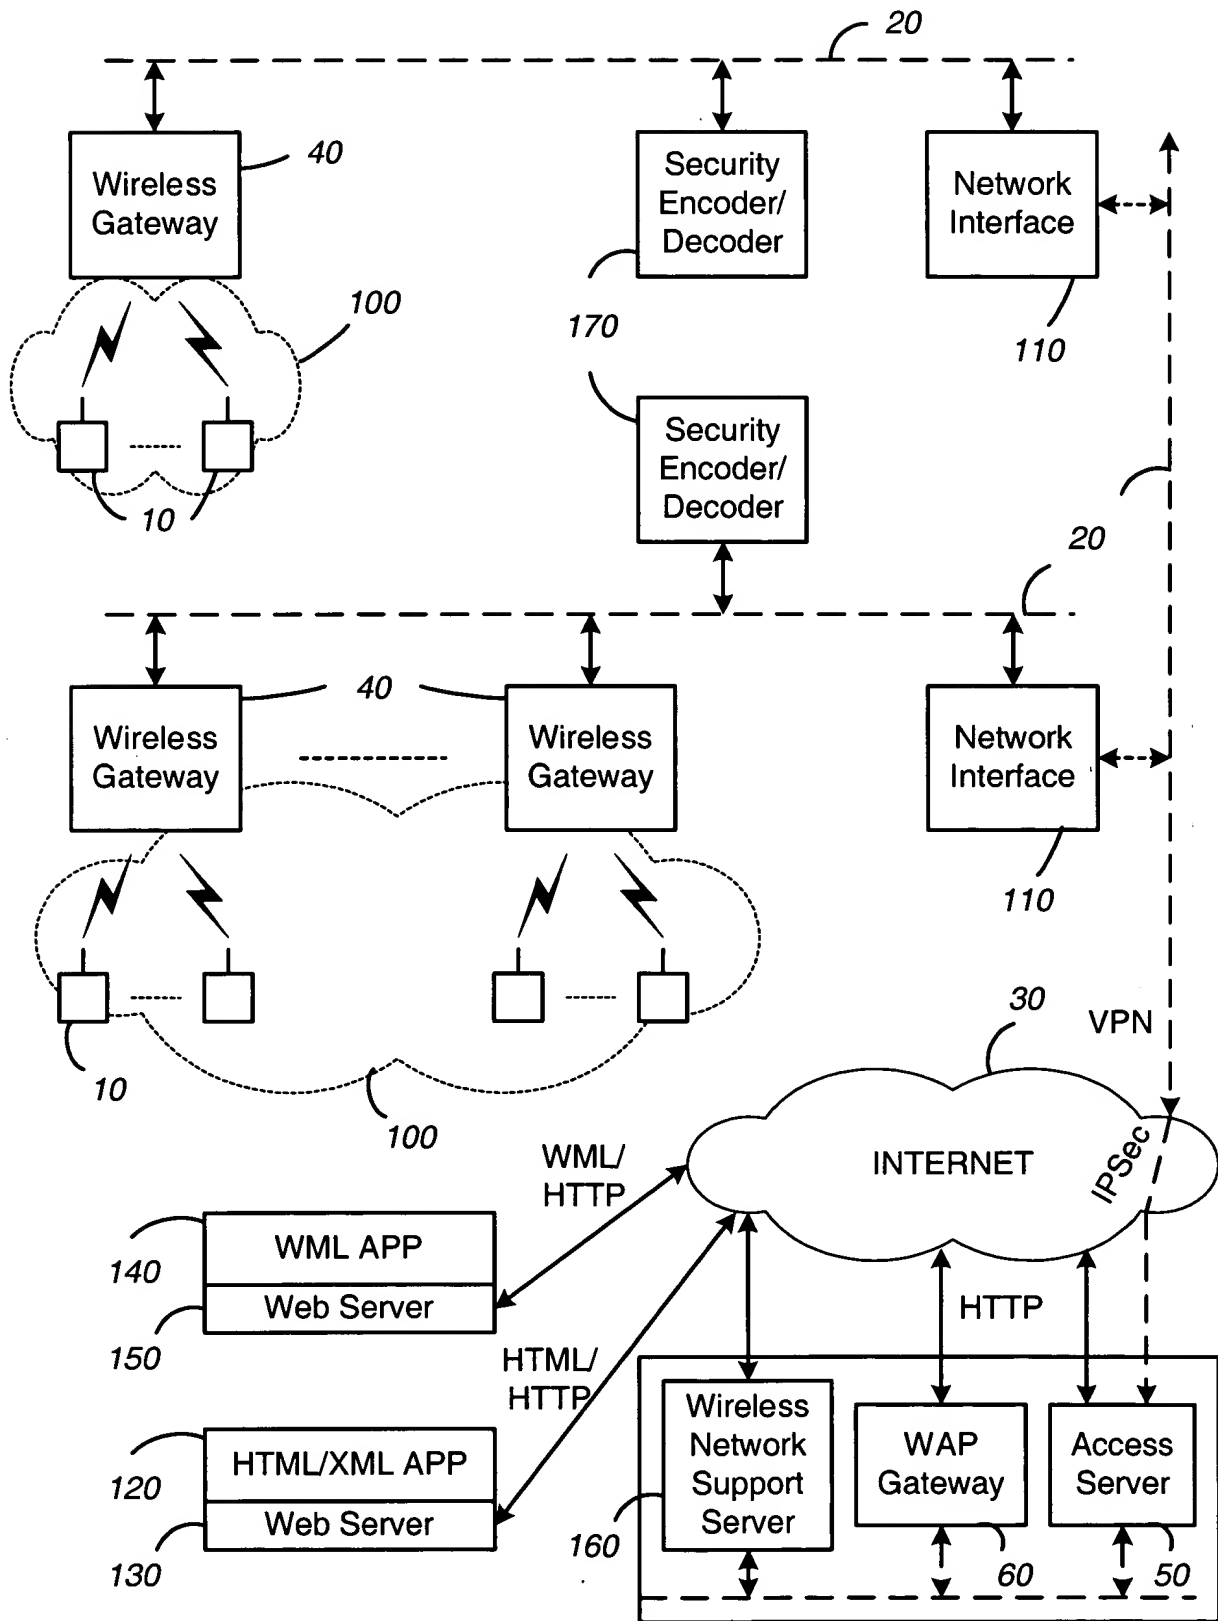 20
Wireless
Gateway
40
Security
Encoder/
Decoder
Network
Interface
100
170
110
10
Security
Encoder/
Decoder
20
Wireless
Gateway
40
Wireless
Gateway
Network
Interface
110
10
100
30
VPN
INTERNET
IPSec
WML/
HTTP
140
WML APP
150
Web Server
HTML/
HTTP
HTTP
120
HTML/XML APP
130
Web Server
Wireless
Network
Support
Server
160
WAP
Gateway
60
Access
Server
50